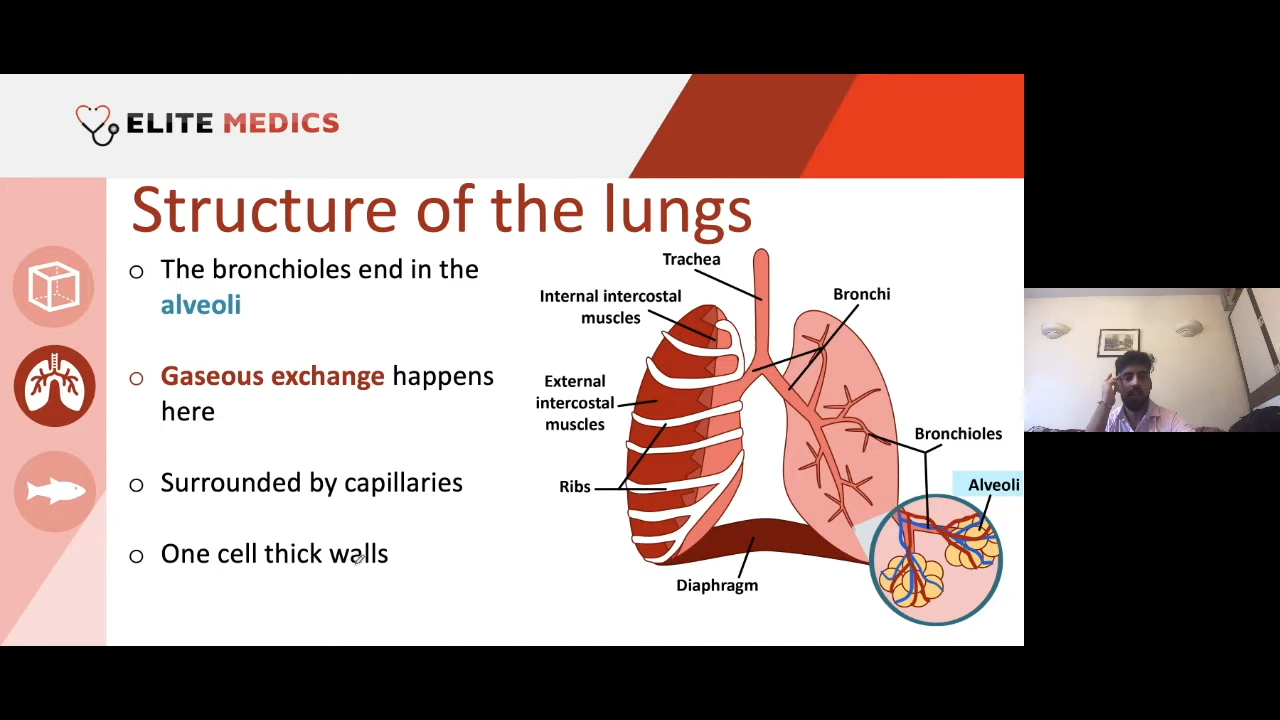 ELITE MEDICS
Structure of the lungs
o The bronchioles end in the
alveoli
o Gaseous exchange happens
here
o Surrounded by capillaries
o One cell thick walls
Trachea
Internal intercostal
muscles
Bronchi
External
intercostal
muscles
Bronchioles
Ribs
Alveoli
Diaphragm